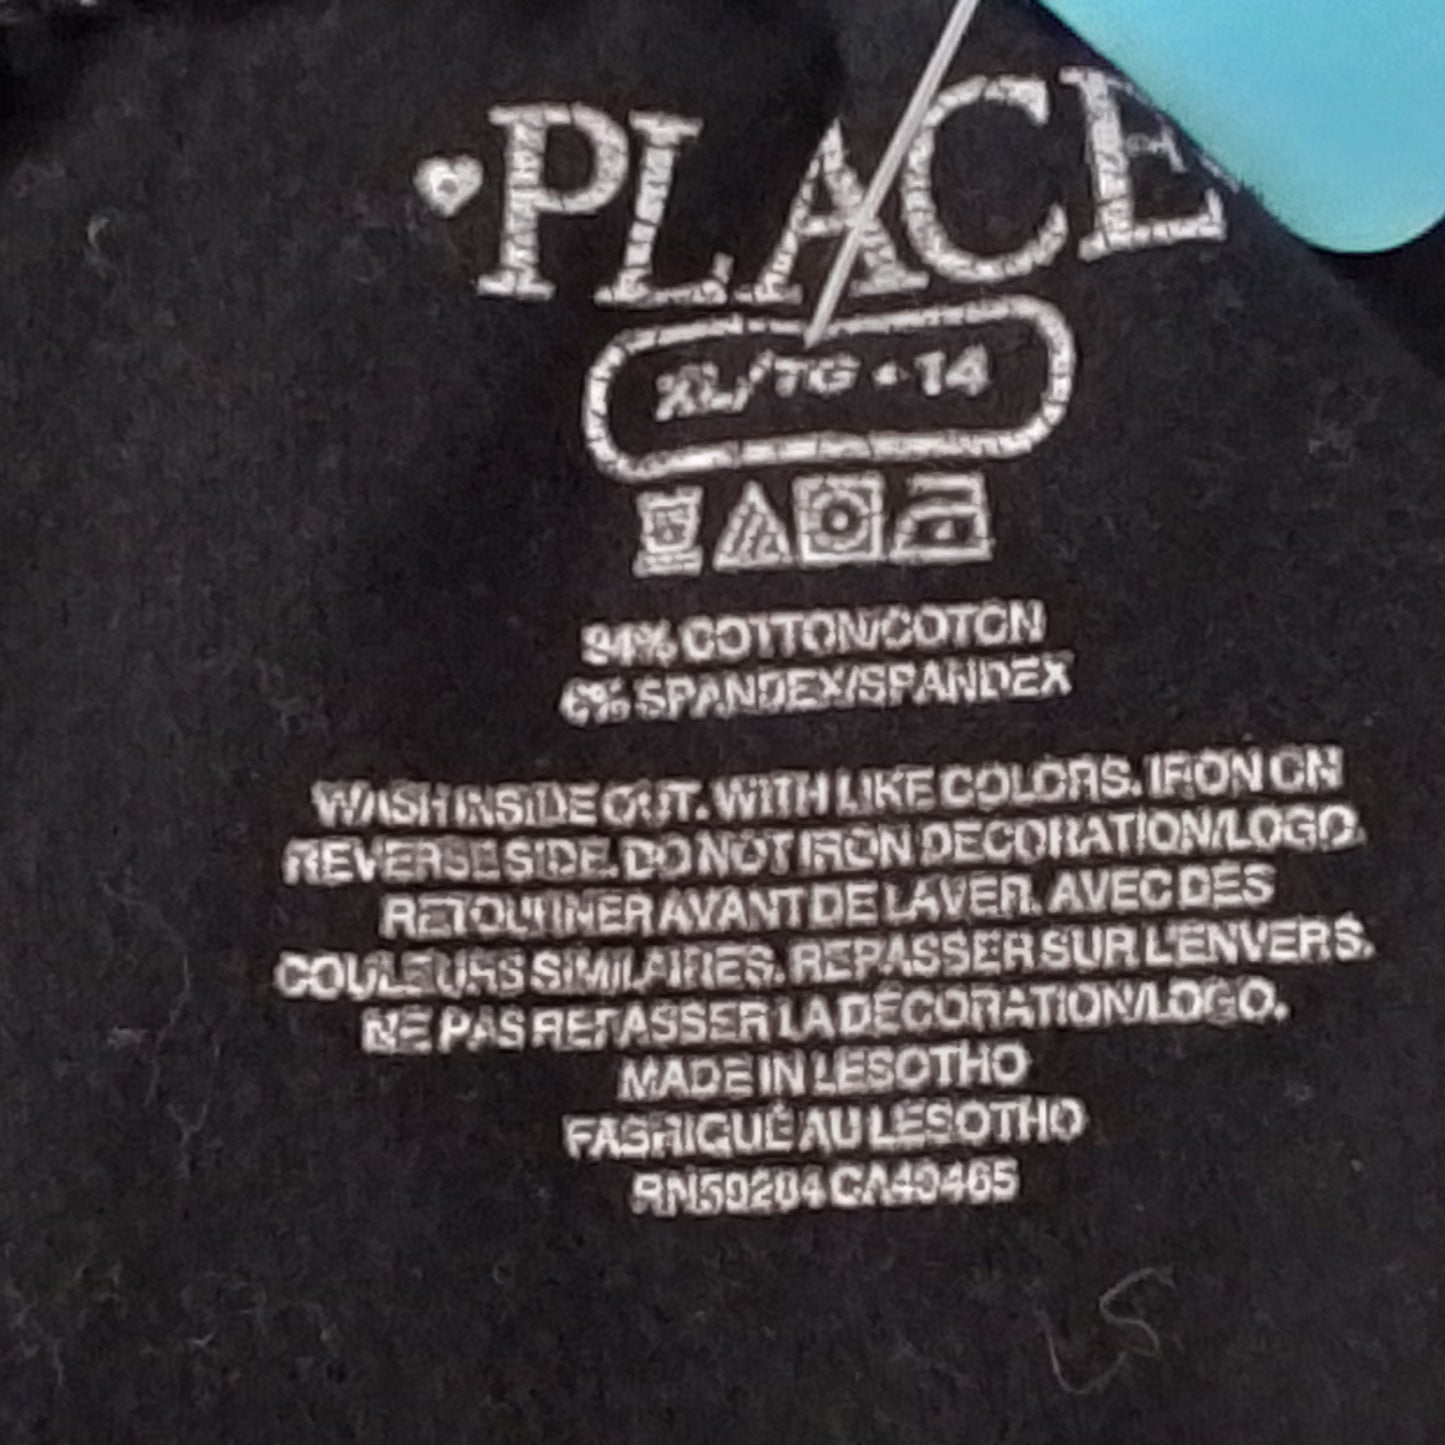 PLACE
XL/TG • 14
94% COTTON/COTON
6% SPANDEX/SPANDEX
WASH INSIDE OUT. WITH LIKE COLORS. IRON ON
REVERSE SIDE. DO NOT IRON DECORATION/LOGO.
RETOURNER AVANT DE LAVER. AVEC DES
COULEURS SIMILAIRES. REPASSER SUR L'ENVERS.
NE PAS REPASSER LA DÉCORATION/LOGO.
MADE IN LESOTHO
FABRIQUÉ AU LESOTHO
RN59284 CA49465